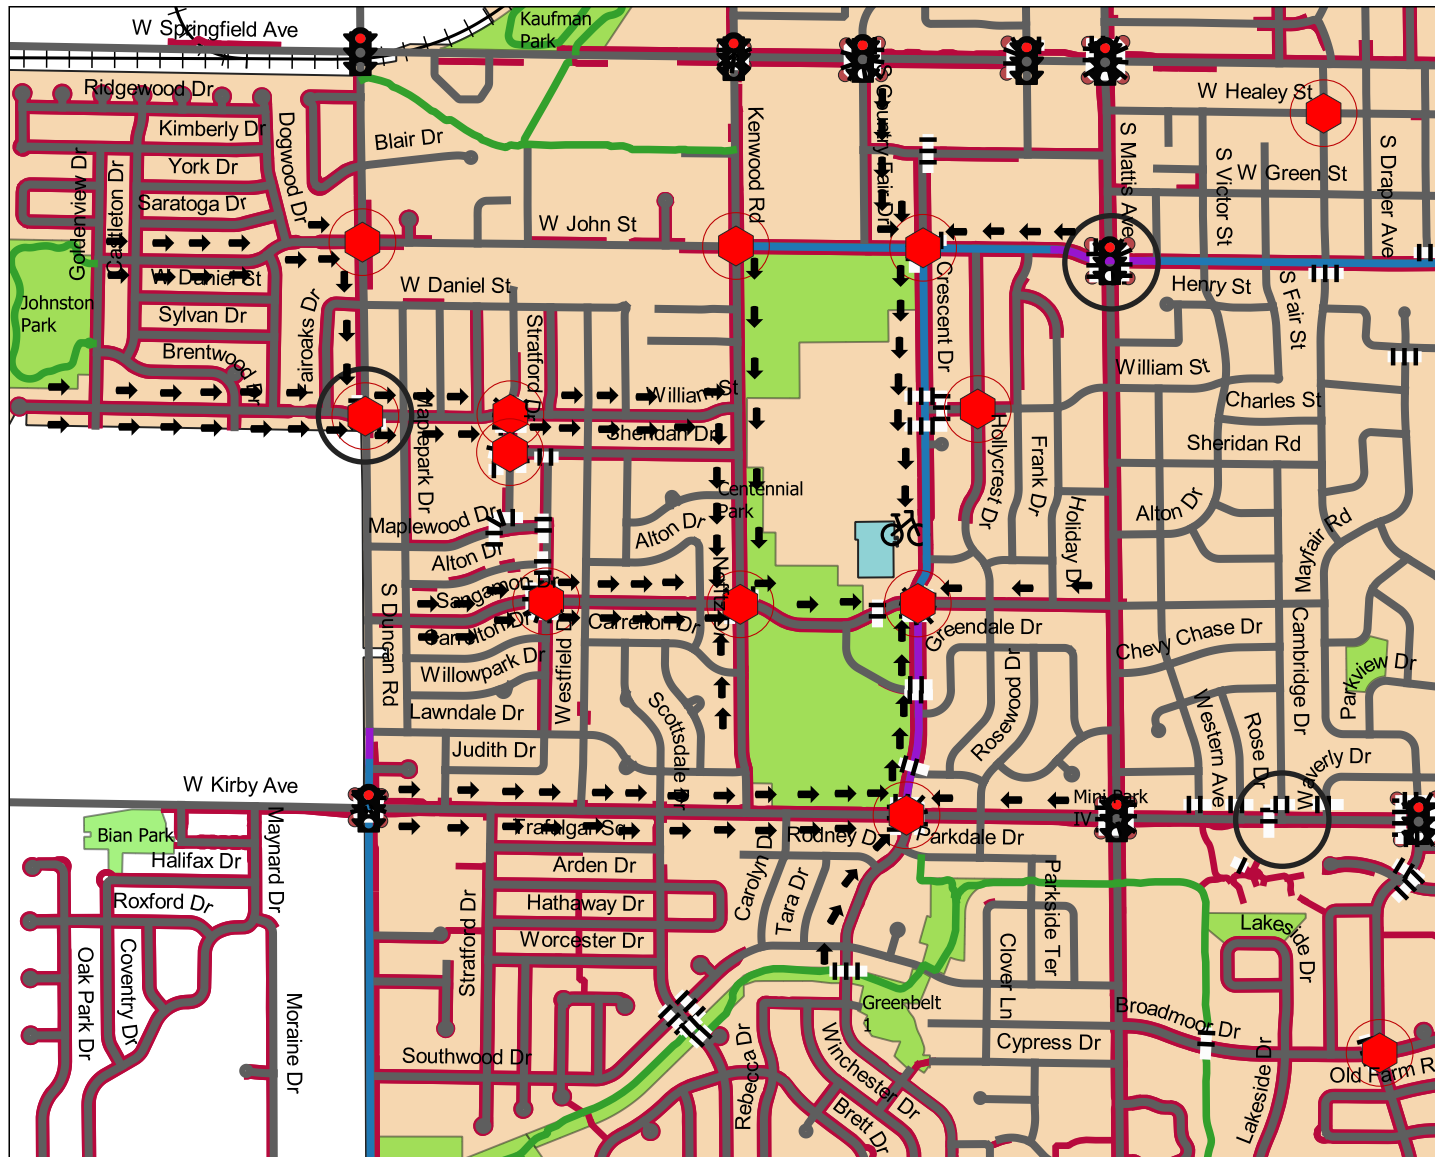 W Springfield Ave
Kaufman
Park
Ridgewood Dr
Kimberly Dr
Dogwood Dr
Blair Dr
York Dr
Saratoga Dr
Goldenview Dr
Castleton Dr
W Daniel St
Johnston
Park
Sylvan Dr
Brentwood Dr
Fairoaks Dr
W John St
W Daniel St
Kenwood Rd
S Country Fair Dr
Crescent Dr
S Mattis Ave
W Healey St
W Green St
S Victor St
S Draper Ave
Henry St
S Fair St
William St
Charles St
Sheridan Rd
Stratford Dr
William St
Sheridan Dr
Maplepark Dr
Maplewood Dr
Alton Dr
Alton Dr
Sangamon Dr
Carrelton Dr
Carrelton Dr
Willowpark Dr
Lawndale Dr
Judith Dr
S Duncan Rd
Westfield Dr
Scottsdale Dr
Centennial
Park
Hollycrest Dr
Frank Dr
Holiday Dr
Alton Dr
Mayfair Rd
Greendale Dr
Rosewood Dr
Chevy Chase Dr
Cambridge Dr
Parkview Dr
Western Ave
Rose Dr
Waverly Dr
W Kirby Ave
Mini Park
IV
Bian Park
Halifax Dr
Maynard Dr
Roxford Dr
Oak Park Dr
Coventry Dr
Moraine Dr
Trafalgar Sq
Arden Dr
Hathaway Dr
Worcester Dr
Stratford Dr
Southwood Dr
Rodney Dr
Parkdale Dr
Carolyn Dr
Tara Dr
Parkside Ter
Clover Ln
Greenbelt
1
Cypress Dr
Rebecca Dr
Winchester Dr
Brett Dr
Lakeside Dr
Broadmoor Dr
Lakeside Dr
Old Farm R